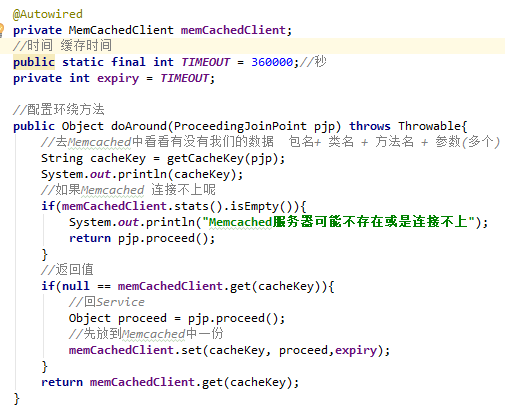 @Autowired
private MemCachedClient memCachedClient;
//时间 缓存时间
public static final int TIMEOUT = 360000;//秒
private int expiry = TIMEOUT;
//配置环绕方法
public Object doAround(ProceedingJoinPoint pjp) throws Throwable{
//去Memcached中看看有没有我们的数据  包名+ 类名 + 方法名 + 参数(多个)
String cacheKey = getCacheKey(pjp);
System.out.println(cacheKey);
//如果Memcached 连接不上呢
if(memCachedClient.stats().isEmpty()){
System.out.println("Memcached服务器可能不存在或是连接不上");
return pjp.proceed();
}
//返回值
if(null == memCachedClient.get(cacheKey)){
//回Service
Object proceed = pjp.proceed();
//先放到Memcached中一份
memCachedClient.set(cacheKey, proceed,expiry);
}
return memCachedClient.get(cacheKey);
}